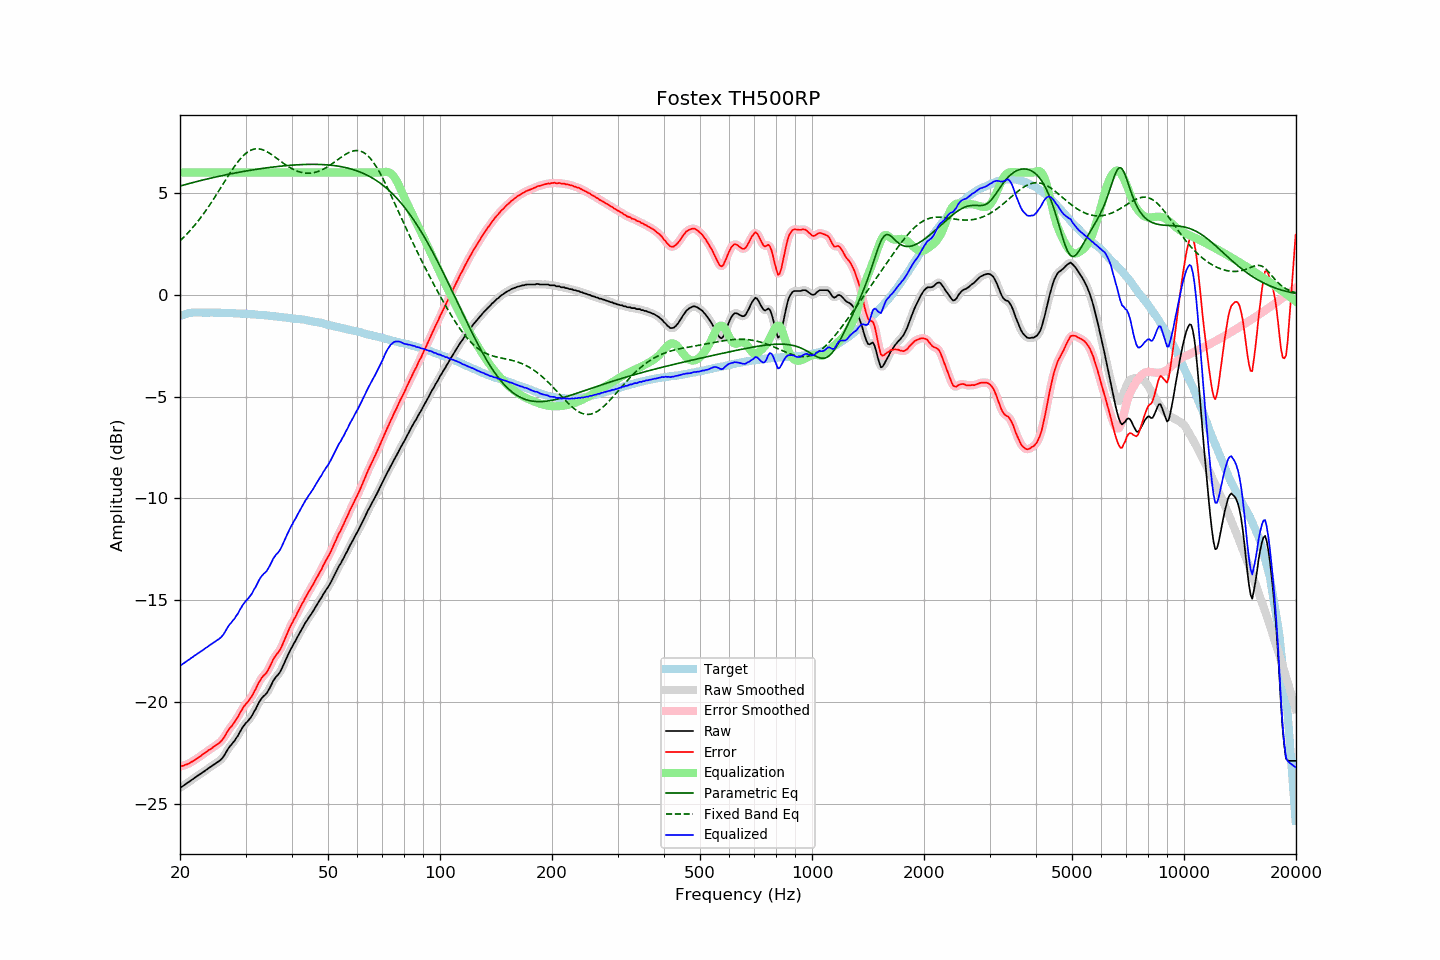 Fostex TH500RP
Amplitude (dBr)
5
0
−5
−10
−15
−20
−25
Target
Raw Smoothed
Error Smoothed
Raw
Error
Equalization
Parametric Eq
Fixed Band Eq
Equalized
20 50 100 200 500 1000 2000 5000 10000 20000
Frequency (Hz)